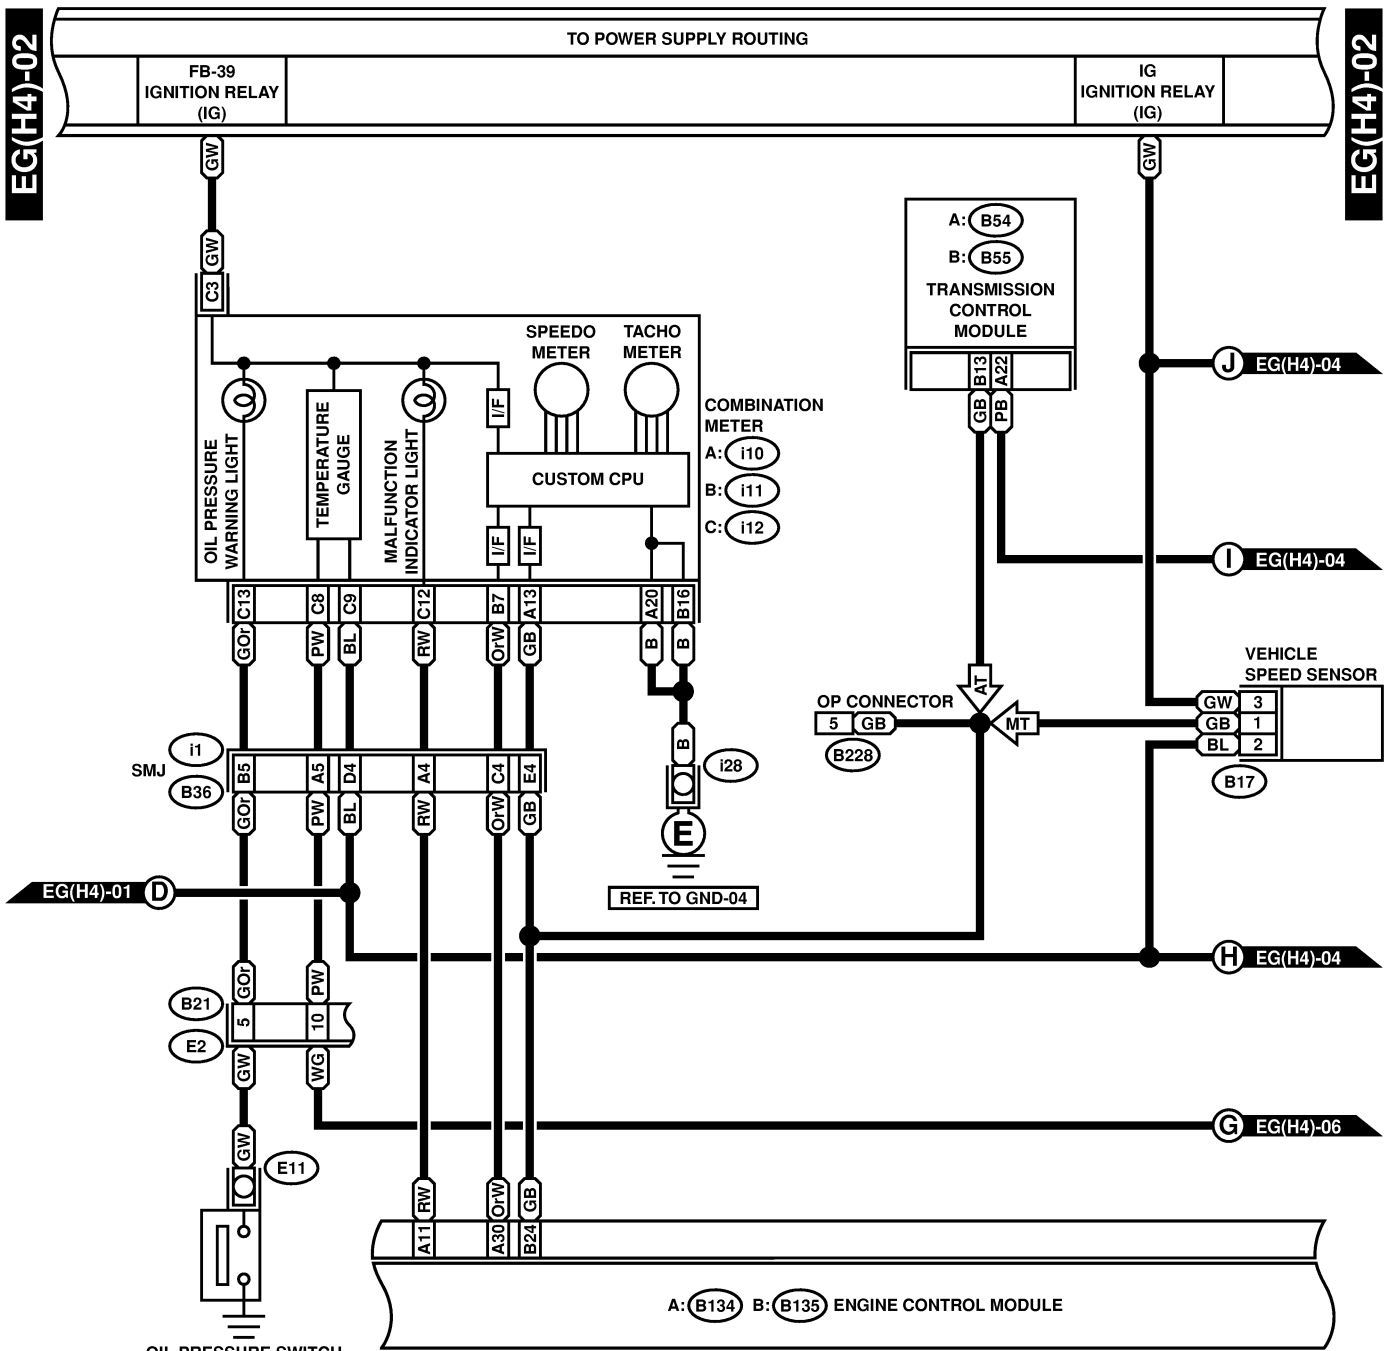 EG(H4)-02
TO POWER SUPPLY ROUTING
EG(H4)-02
FB-39
IGNITION RELAY
(IG)
IG
IGNITION RELAY
(IG)
GW
GW
GW
C3
A: B54
B: B55
TRANSMISSION
CONTROL
MODULE
B13 A22
GB PB
J EG(H4)-04
SPEEDO
METER
TACHO
METER
I/F
OIL PRESSURE
WARNING LIGHT
TEMPERATURE
GAUGE
MALFUNCTION
INDICATOR LIGHT
CUSTOM CPU
I/F I/F
COMBINATION
METER
A: i10
B: i11
C: i12
I EG(H4)-04
C13 C8 C9 C12 B7 A13 A20 B16
GOr PW BL RW OrW GB B B
VEHICLE
SPEED SENSOR
AT
OP CONNECTOR
5 GB
MT
GW 3
GB 1
BL 2
B228
B17
B
i28
i1
SMJ
B36
B5 A5 D4 A4 C4 E4
GOr PW BL RW OrW GB
E
REF. TO GND-04
EG(H4)-01 D
H EG(H4)-04
GOr PW
B21
E2
5 10
GW WG
G EG(H4)-06
GW
E11
RW OrW GB
A11 A30 B24
A: B134 B: B135 ENGINE CONTROL MODULE
OIL PRESSURE SWITCH